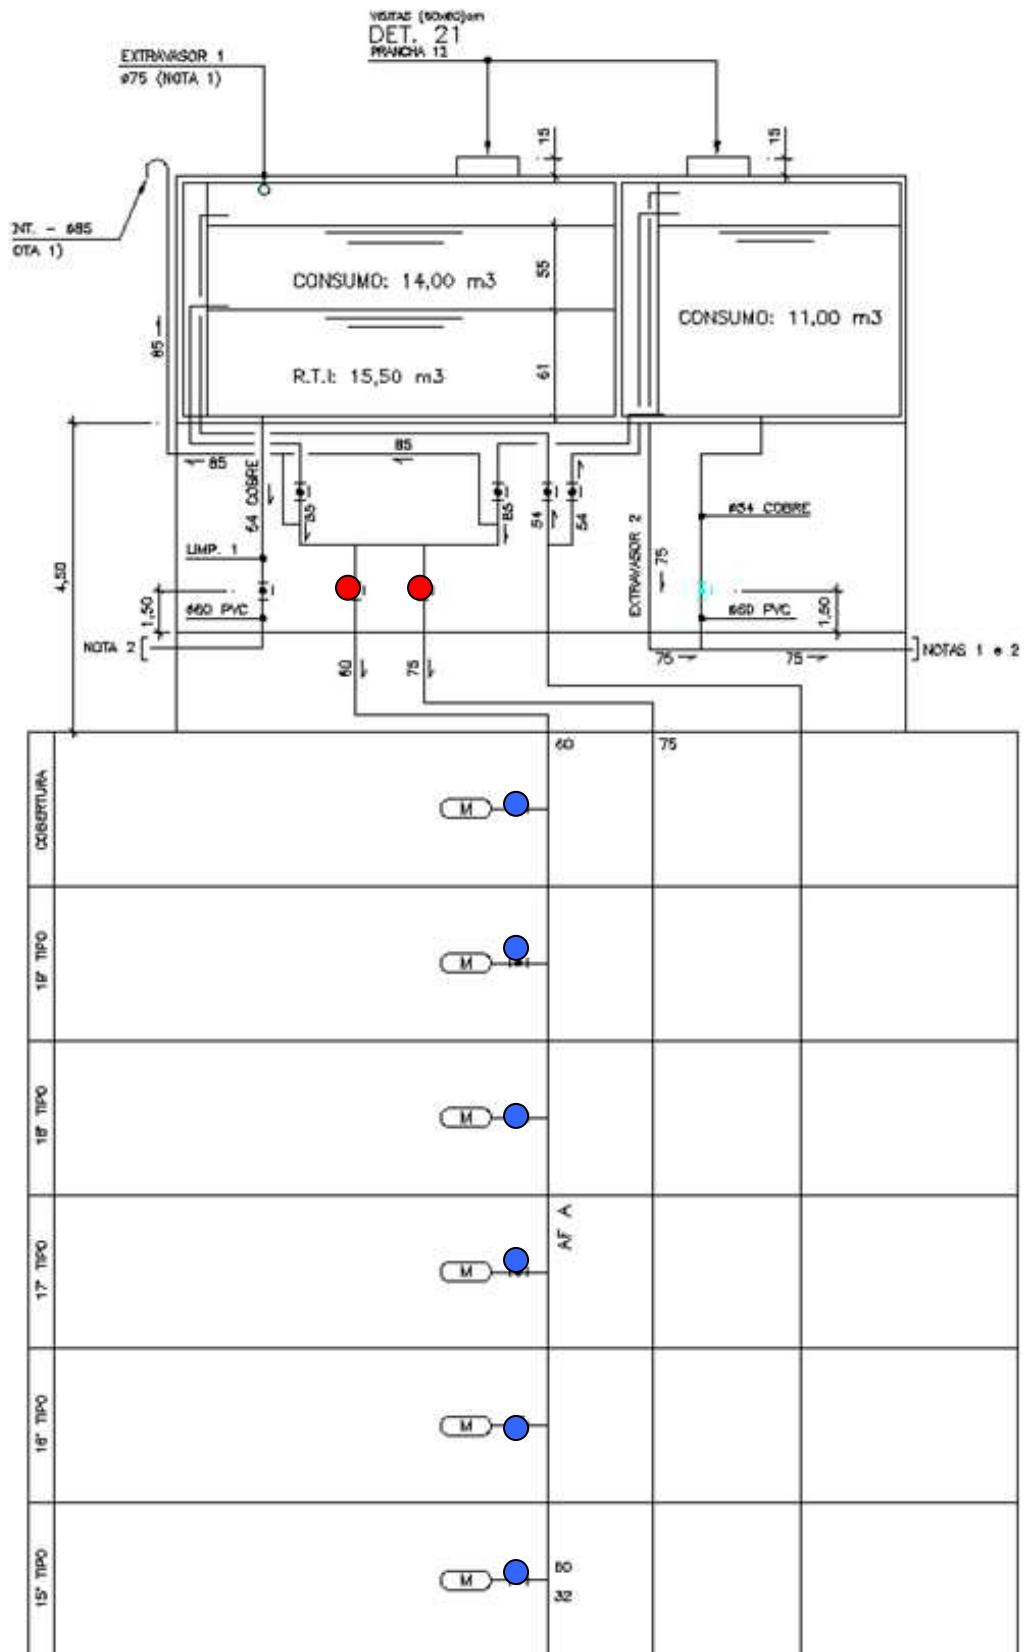 VISITAS (60x60)cm
DET. 21
PRANCHA 12
EXTRAVASOR 1
ø75 (NOTA 1)
15
15
NT. - ø85
OTA 1)
CONSUMO: 14,00 m3
55
CONSUMO: 11,00 m3
R.T.I: 15,50 m3
61
85
85
85
54 COBRE
85
85
54
54
ø54 COBRE
EXTRAVASOR 2
75
LIMP. 1
4,50
1,50
ø60 PVC
ø60 PVC
1,50
NOTA 2
60
75
75
75
NOTAS 1 e 2
60
75
COBERTURA
M
19° TIPO
M
18° TIPO
M
17° TIPO
M
AF A
16° TIPO
M
15° TIPO
M
60
32